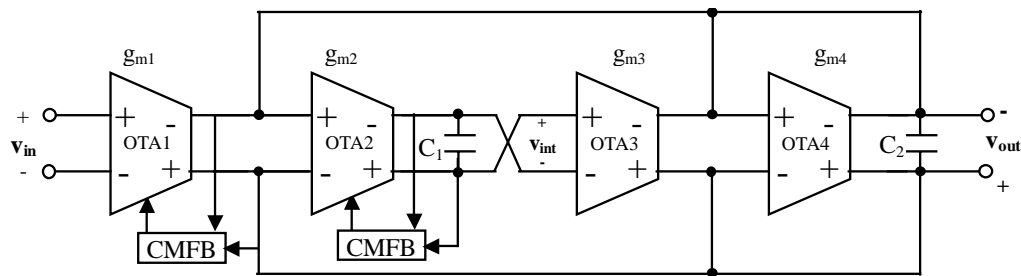 gm1
gm2
gm3
gm4
+
vin
-
+
-
OTA1
-
+
+
-
OTA2
-
+
C1
+
vint
-
+
-
OTA3
-
+
+
-
OTA4
-
+
C2
-
vout
+
CMFB
CMFB